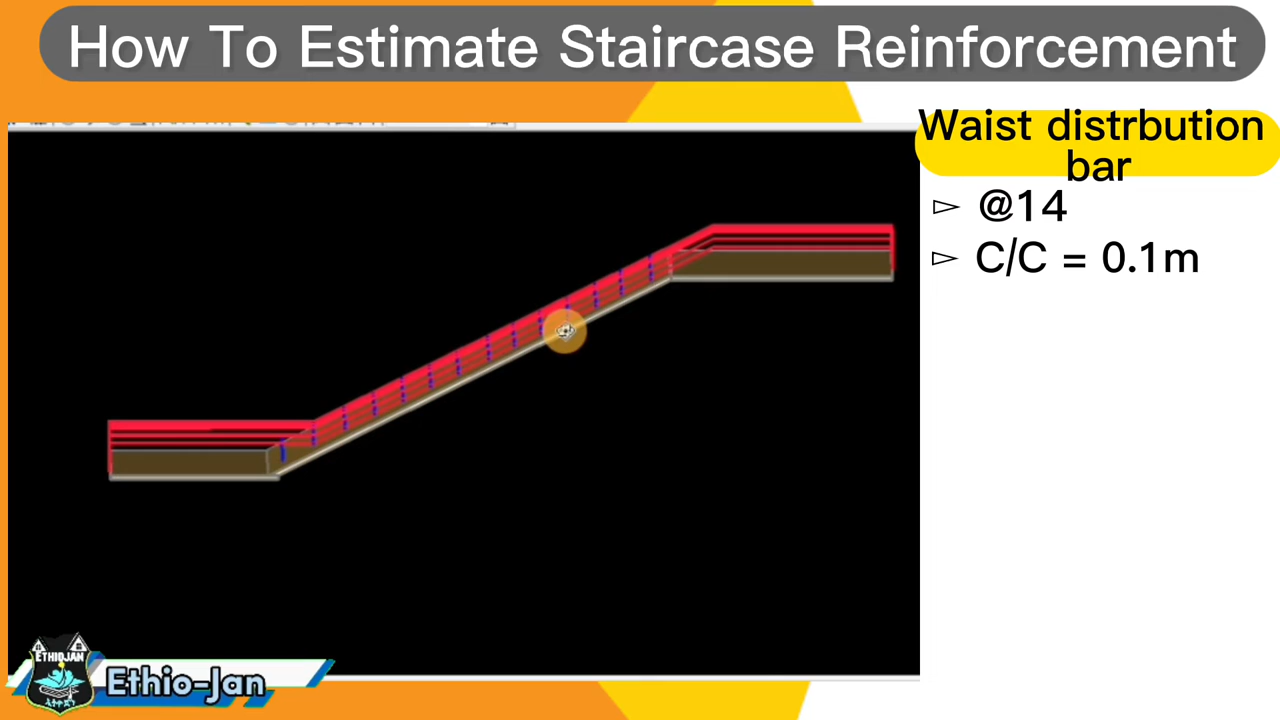 How To Estimate Staircase Reinforcement
Waist distrbution
bar
▻ @14
▻ C/C = 0.1m
ETHIOJAN
Ethio-Jan